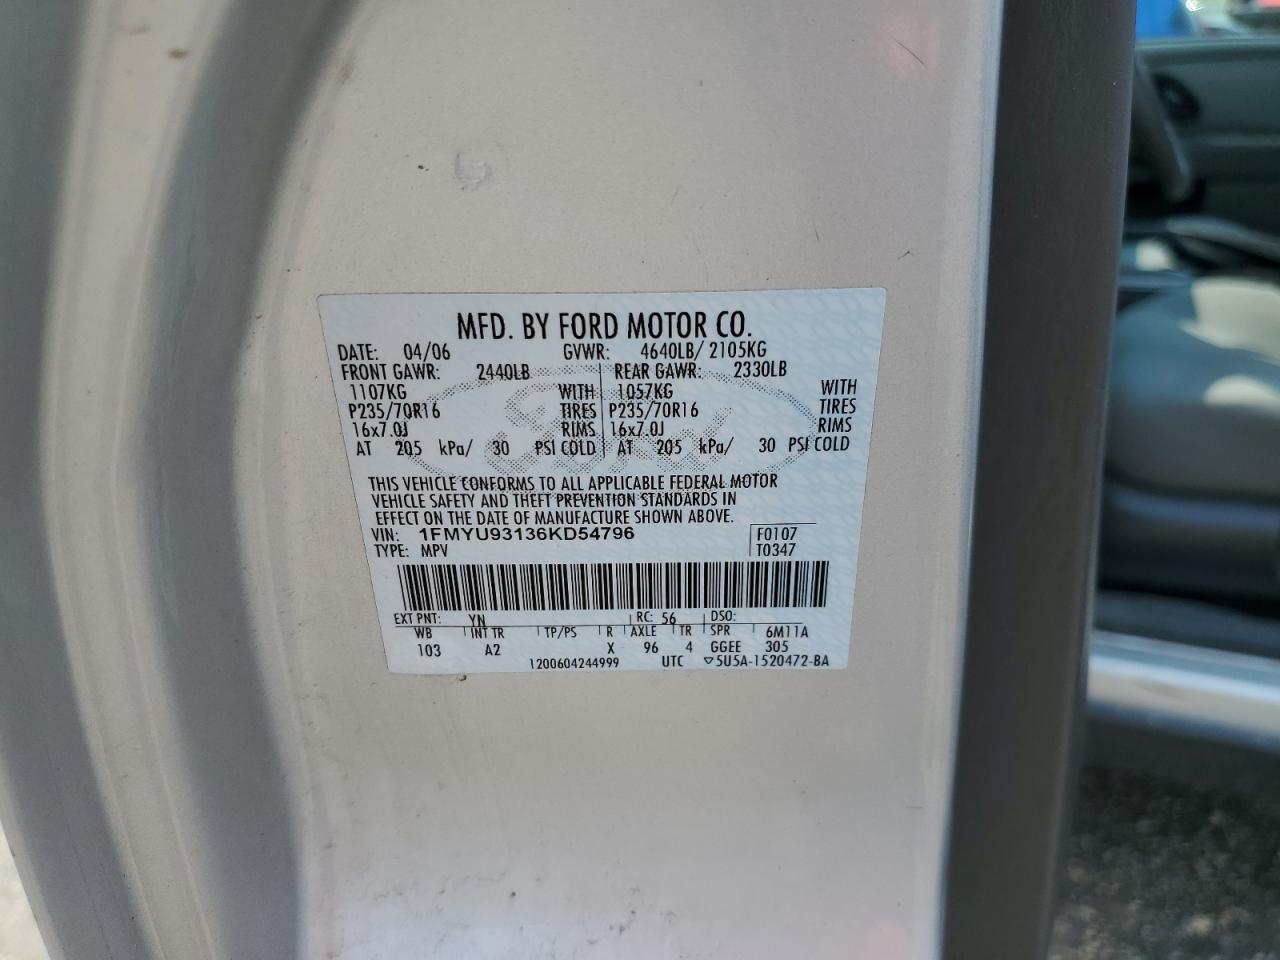 MFD. BY FORD MOTOR CO.
DATE: 04/06 GVWR: 4640LB/ 2105KG
FRONT GAWR: 2440LB REAR GAWR: 2330LB
1107KG WITH 1057KG WITH
P235/70R16 TIRES P235/70R16 TIRES
16x7.0J RIMS 16x7.0J RIMS
AT 205 kPa/ 30 PSI COLD AT 205 kPa/ 30 PSI COLD
THIS VEHICLE CONFORMS TO ALL APPLICABLE FEDERAL MOTOR
VEHICLE SAFETY AND THEFT PREVENTION STANDARDS IN
EFFECT ON THE DATE OF MANUFACTURE SHOWN ABOVE.
VIN: 1FMYU93136KD54796 F0107
TYPE: MPV T0347
EXT PNT: YN RC: 56 DSO:
WB INT TR TP/PS R AXLE TR SPR 6M11A
103 A2 X 96 4 GGEE 305
1200604244999 UTC ▽5U5A-1520472-BA